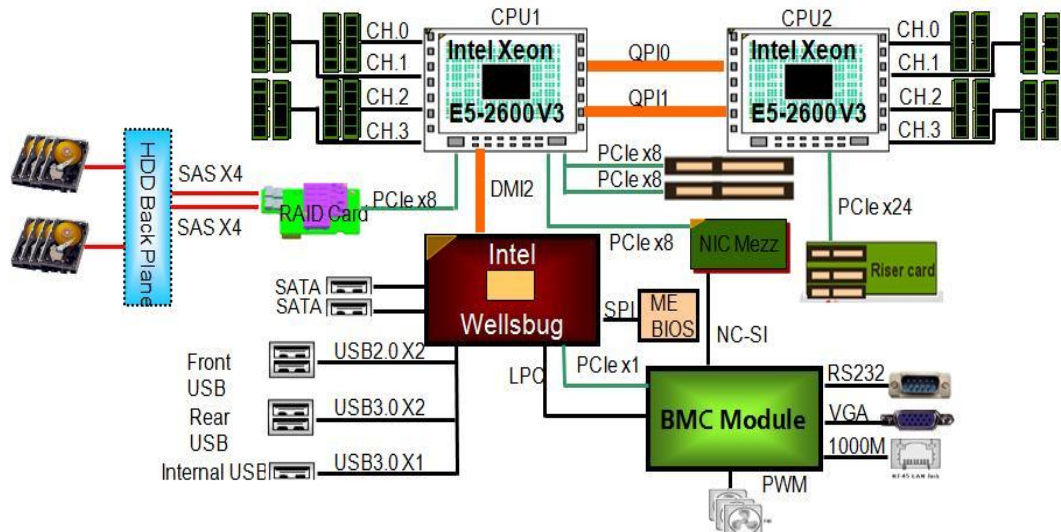 CPU1
CPU2
CH.0
CH.1
CH.2
CH.3
Intel Xeon
E5-2600 V3
QPI0
QPI1
Intel Xeon
E5-2600 V3
CH.0
CH.1
CH.2
CH.3
HDD Back Plane
SAS X4
SAS X4
RAID Card
PCIe x8
DMI2
PCIe x8
PCIe x8
PCIe x8
NIC Mezz
PCIe x24
Riser card
Intel
Wellsbug
SATA
SATA
SPI
ME
BIOS
NC-SI
Front
USB
USB2.0 X2
Rear
USB
USB3.0 X2
Internal USB
USB3.0 X1
LPC
PCIe x1
BMC Module
RS232
VGA
1000M
RJ-45 LAN Jack
PWM